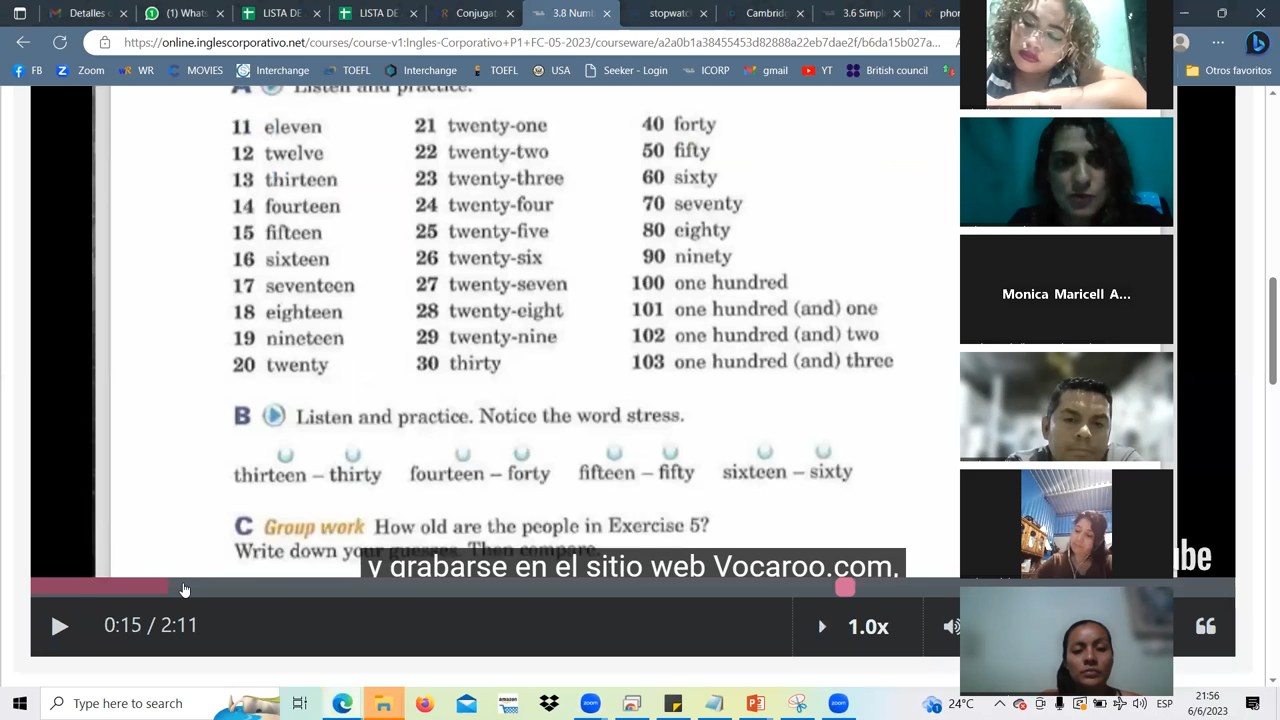 Detalles de
(1) Whats
LISTA DE
LISTA DE
3.8 Numb
stopwatc
Cambridg
3.6 Simple
pho
https://online.inglescorporativo.net/courses/course-v1:Ingles-Corporativo+P1+FC-05-2023/courseware/a2a0b1a38455453d82888a22eb7dae2f/b6da15b027a...
FB
Zoom
WR
MOVIES
Interchange
TOEFL
Interchange
TOEFL
USA
Seeker - Login
ICORP
gmail
YT
British council
Otros favoritos
A Listen and practice.
11 eleven 21 twenty-one 40 forty
12 twelve 22 twenty-two 50 fifty
13 thirteen 23 twenty-three 60 sixty
14 fourteen 24 twenty-four 70 seventy
15 fifteen 25 twenty-five 80 eighty
16 sixteen 26 twenty-six 90 ninety
17 seventeen 27 twenty-seven 100 one hundred
18 eighteen 28 twenty-eight 101 one hundred (and) one
19 nineteen 29 twenty-nine 102 one hundred (and) two
20 twenty 30 thirty 103 one hundred (and) three
B Listen and practice. Notice the word stress.
thirteen – thirty fourteen – forty fifteen – fifty sixteen – sixty
C Group work How old are the people in Exercise 5?
Write down your guesses. Then compare.
y grabarse en el sitio web Vocaroo.com,
0:15 / 2:11
1.0x
Monica Maricell A...
Type here to search
24°C
ESP
21:56
6/6/2023